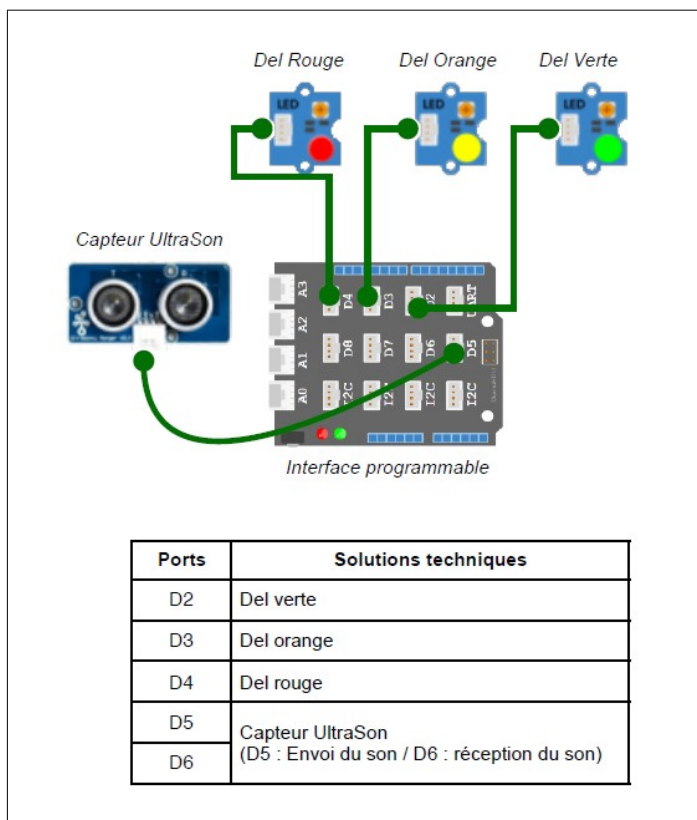 Del Rouge
Del Orange
Del Verte
LED
LED
LED
Capteur UltraSon
A3
A2
A1
A0
D4
D3
D2
UART
D8
D7
D6
D5
I2C
I2C
I2C
I2C
Interface programmable
Ports
Solutions techniques
D2
Del verte
D3
Del orange
D4
Del rouge
D5
D6
Capteur UltraSon
(D5 : Envoi du son / D6 : réception du son)